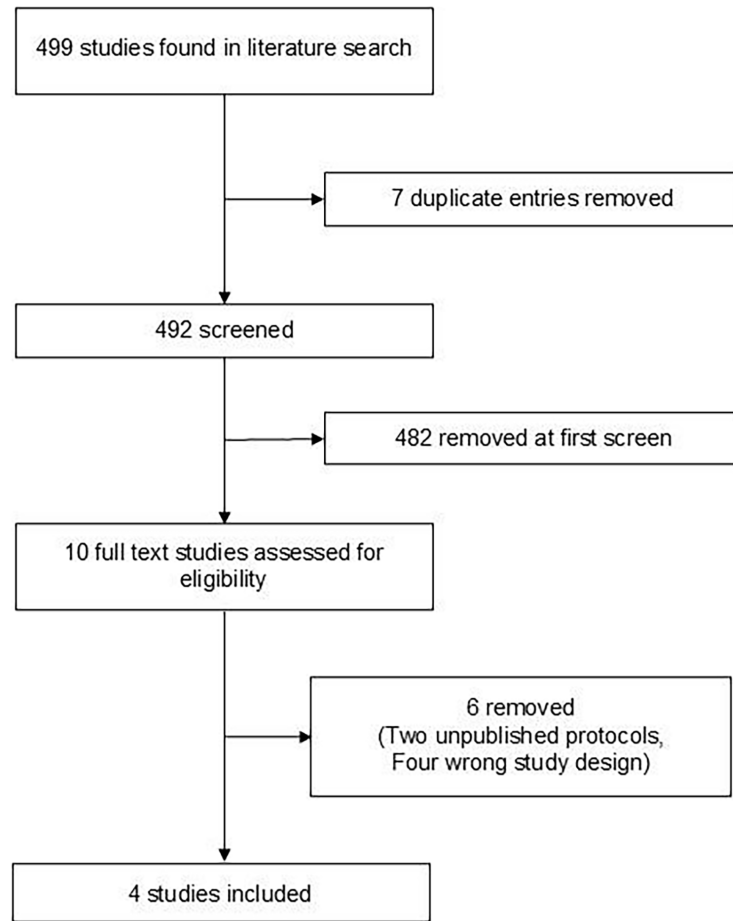 499 studies found in literature search
7 duplicate entries removed
492 screened
482 removed at first screen
10 full text studies assessed for
eligibility
6 removed
(Two unpublished protocols,
Four wrong study design)
4 studies included